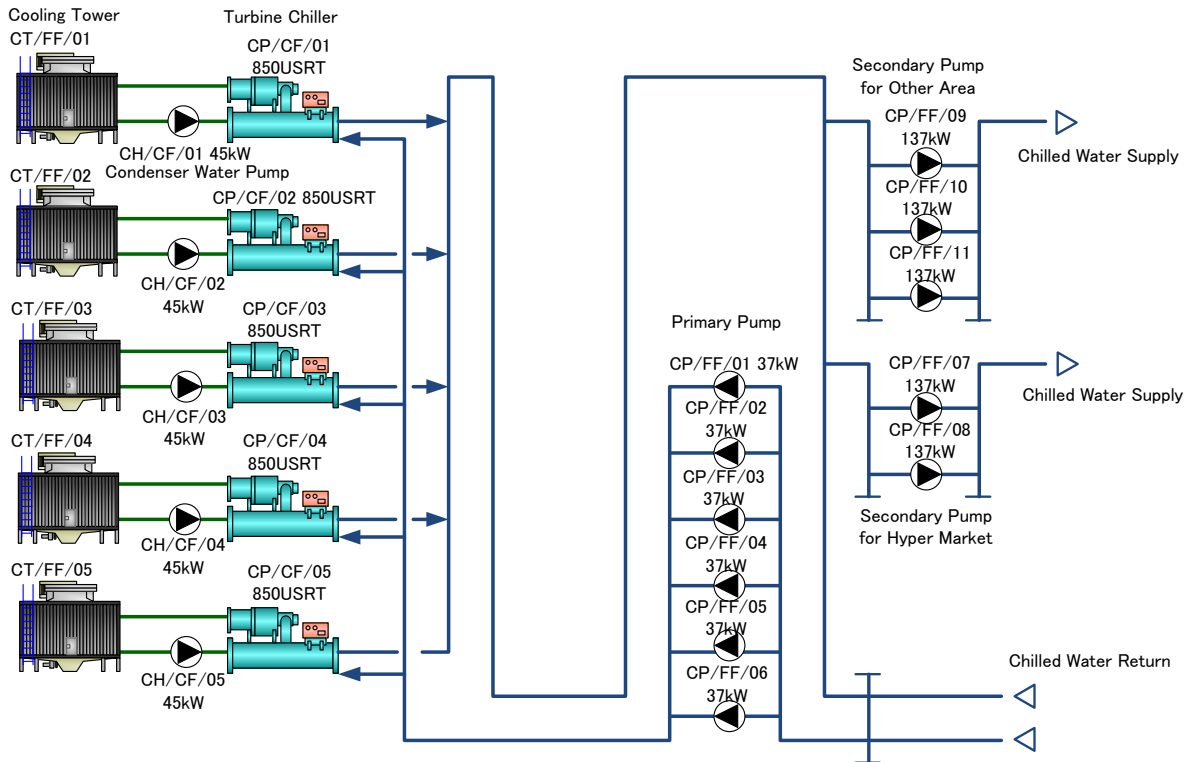 Cooling Tower
CT/FF/01
Turbine Chiller
CP/CF/01
850USRT
CH/CF/01 45kW
Condenser Water Pump
CT/FF/02
CP/CF/02 850USRT
CH/CF/02
45kW
CT/FF/03
CP/CF/03
850USRT
CH/CF/03
45kW
CT/FF/04
CP/CF/04
850USRT
CH/CF/04
45kW
CT/FF/05
CP/CF/05
850USRT
CH/CF/05
45kW
Primary Pump
CP/FF/01 37kW
CP/FF/02
37kW
CP/FF/03
37kW
CP/FF/04
37kW
CP/FF/05
37kW
CP/FF/06
37kW
Secondary Pump
for Other Area
CP/FF/09
137kW
CP/FF/10
137kW
CP/FF/11
137kW
Chilled Water Supply
CP/FF/07
137kW
CP/FF/08
137kW
Chilled Water Supply
Secondary Pump
for Hyper Market
Chilled Water Return